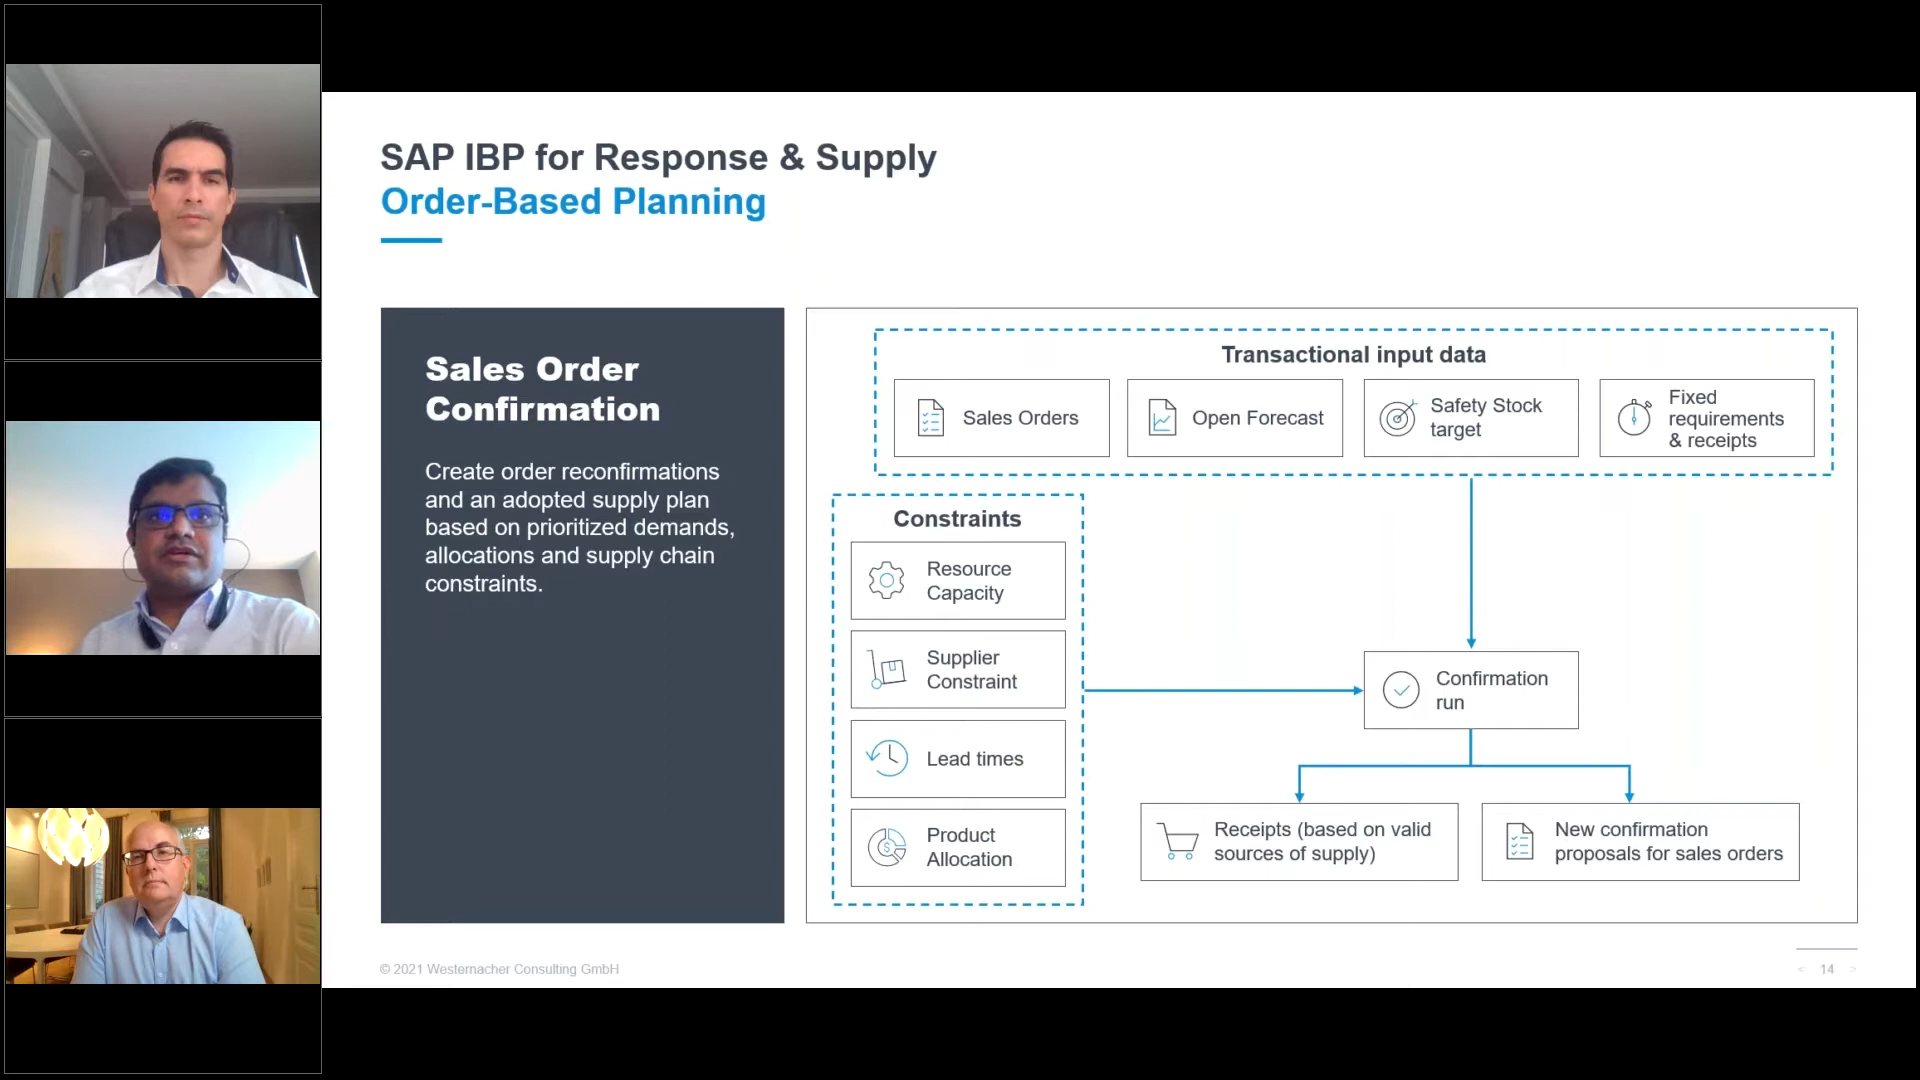 SAP IBP for Response & Supply
Order-Based Planning
Sales Order
Confirmation
Create order reconfirmations
and an adopted supply plan
based on prioritized demands,
allocations and supply chain
constraints.
Transactional input data
Sales Orders
Open Forecast
Safety Stock
target
Fixed
requirements
& receipts
Constraints
Resource
Capacity
Supplier
Constraint
Lead times
Product
Allocation
Confirmation
run
Receipts (based on valid
sources of supply)
New confirmation
proposals for sales orders
© 2021 Westernacher Consulting GmbH
< 14 >